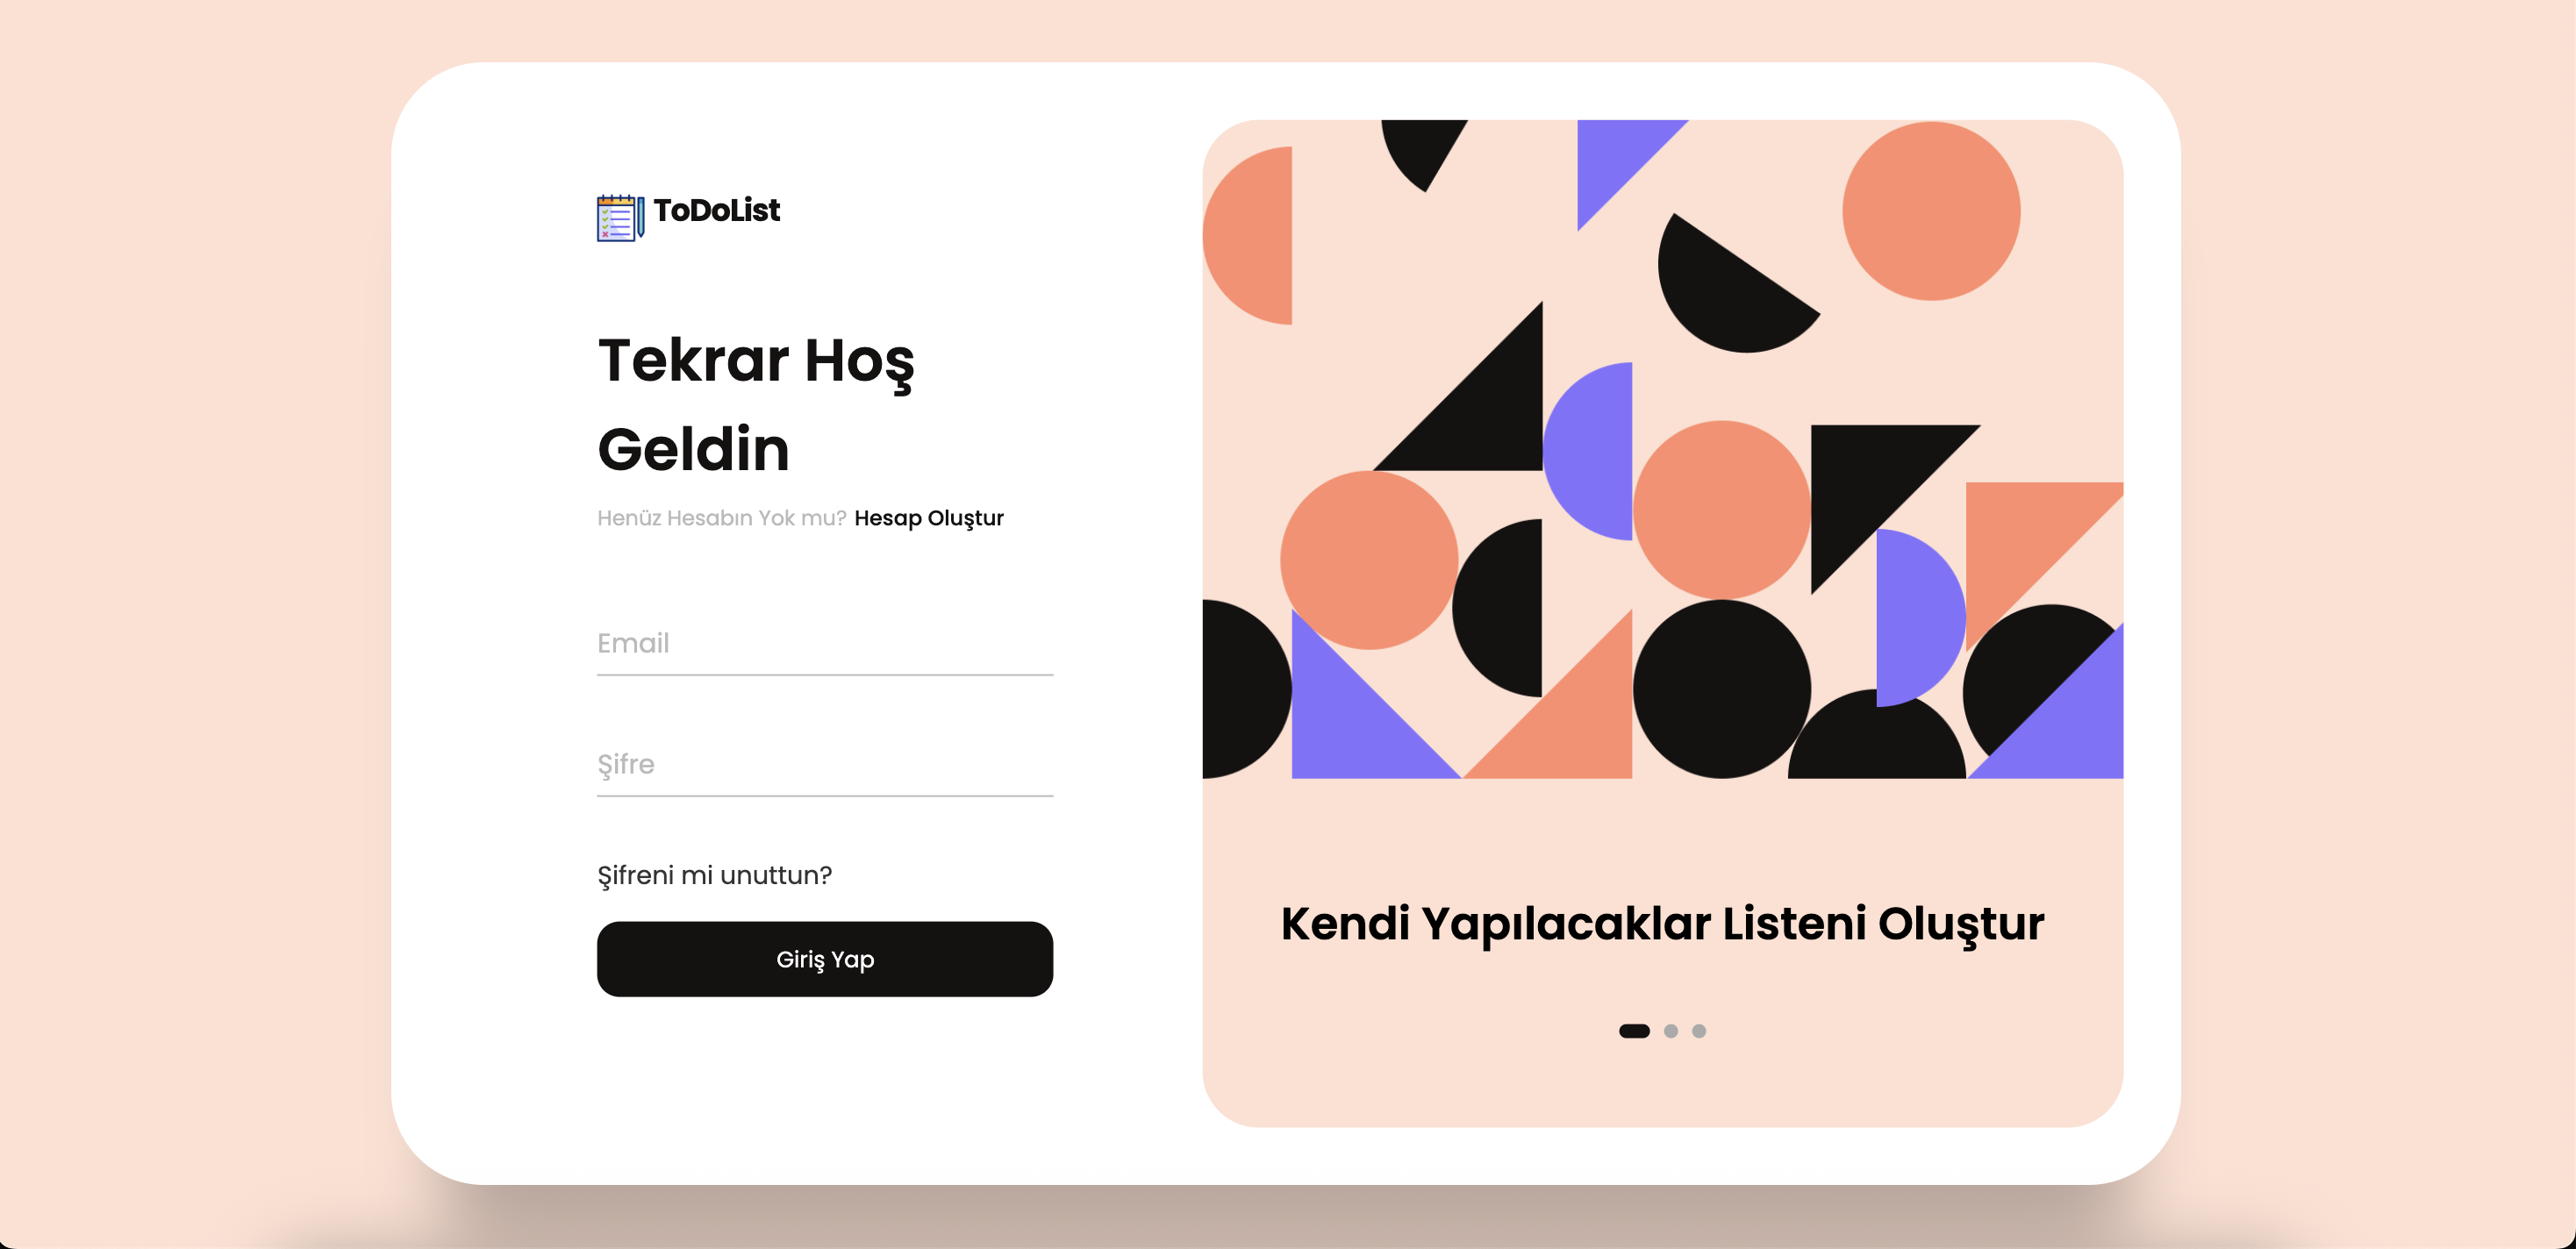 ToDoList
Tekrar Hoş
Geldin
Henüz Hesabın Yok mu? Hesap Oluştur
Email
Şifre
Şifreni mi unuttun?
Giriş Yap
Kendi Yapılacaklar Listeni Oluştur